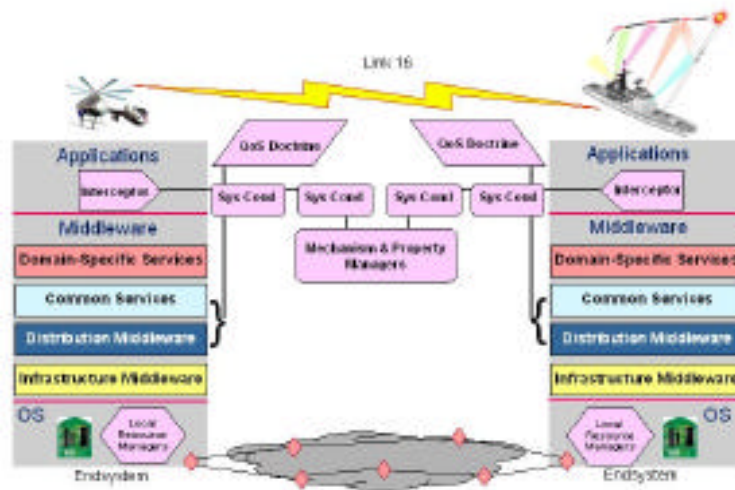 Link 16
QoS Doctrine
QoS Doctrine
Applications
Applications
Interceptor
Sys Cond
Sys Cond
Sys Cond
Sys Cond
Interceptor
Middleware
Mechanism & Property
Managers
Middleware
Domain-Specific Services
Domain-Specific Services
Common Services
Common Services
Distribution Middleware
Distribution Middleware
Infrastructure Middleware
Infrastructure Middleware
OS
Local
Resource
Managers
Local
Resource
Managers
OS
Endsystem
Endsystem